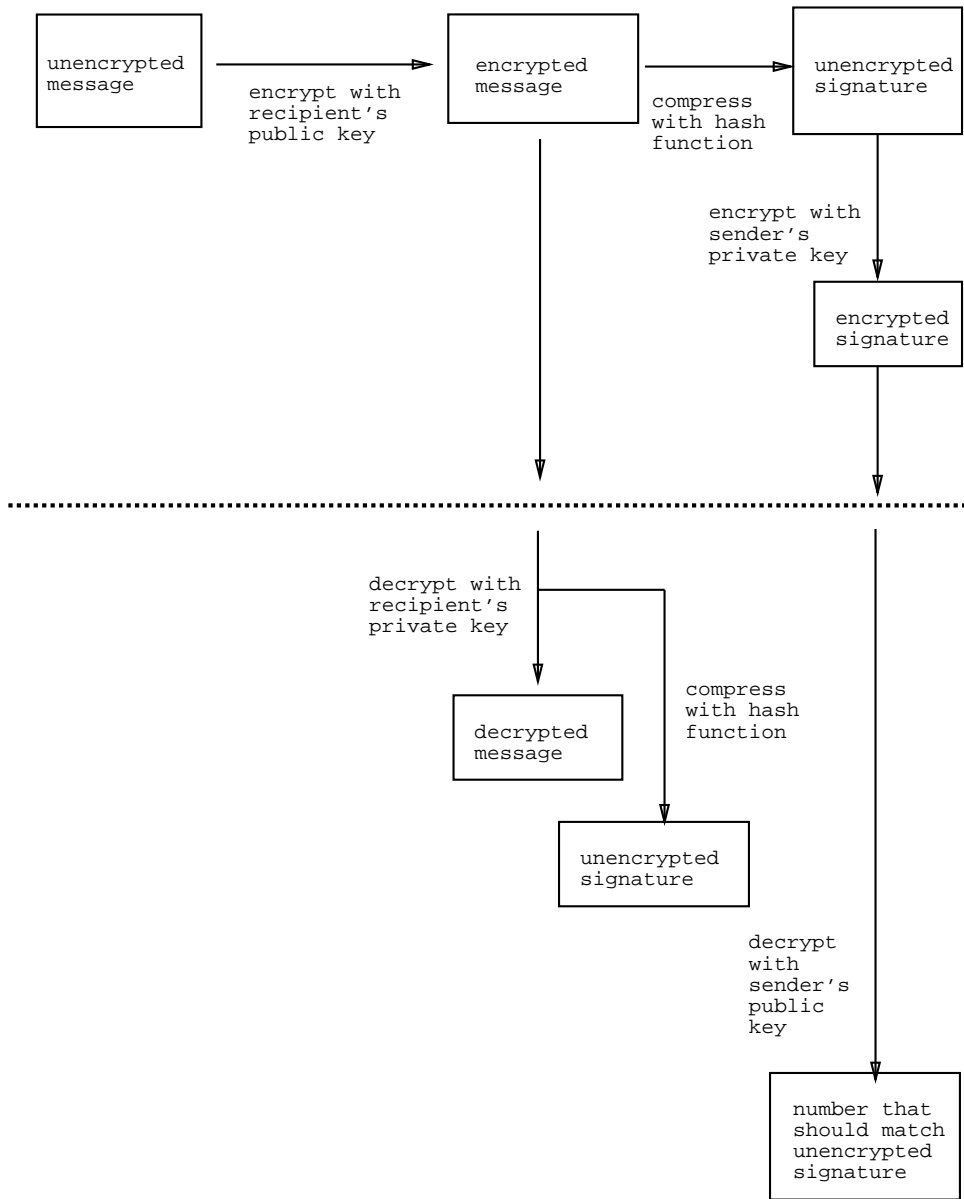 unencrypted
message
encrypt with
recipient's
public key
encrypted
message
compress
with hash
function
unencrypted
signature
encrypt with
sender's
private key
encrypted
signature
decrypt with
recipient's
private key
decrypted
message
compress
with hash
function
unencrypted
signature
decrypt
with
sender's
public
key
number that
should match
unencrypted
signature